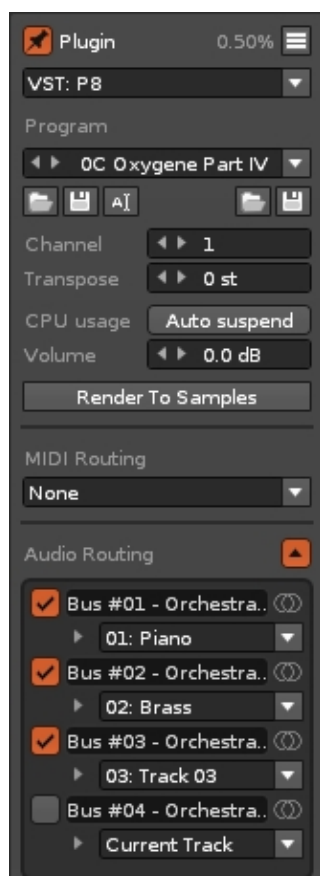 Plugin 0.50%
VST: P8
Program
0C Oxygene Part IV
AI
Channel 1
Transpose 0 st
CPU usage Auto suspend
Volume 0.0 dB
Render To Samples
MIDI Routing
None
Audio Routing
Bus #01 - Orchestra..
01: Piano
Bus #02 - Orchestra..
02: Brass
Bus #03 - Orchestra..
03: Track 03
Bus #04 - Orchestra..
Current Track